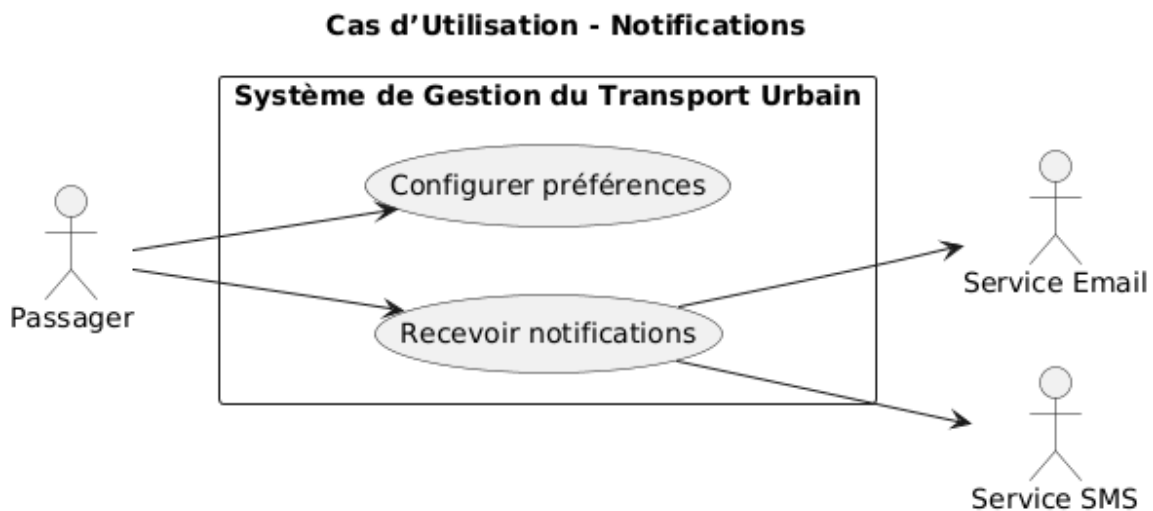 Cas d’Utilisation - Notifications
Système de Gestion du Transport Urbain
Configurer préférences
Passager
Recevoir notifications
Service Email
Service SMS